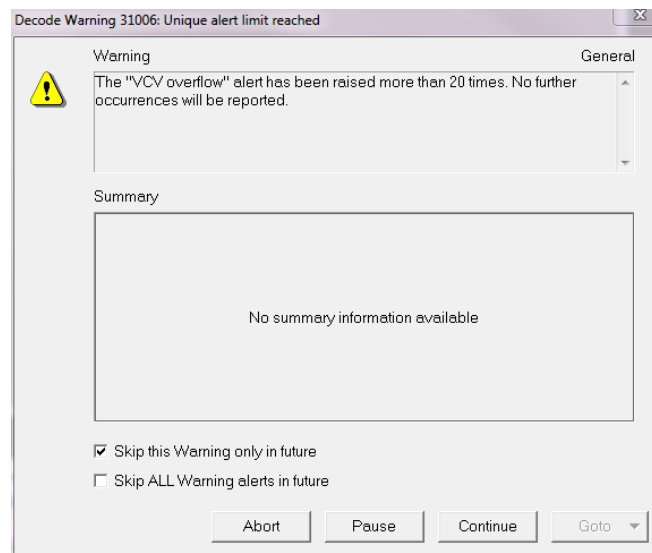 Decode Warning 31006: Unique alert limit reached
Warning General
The "VCV overflow" alert has been raised more than 20 times. No further
occurrences will be reported.
Summary
No summary information available
Skip this Warning only in future
Skip ALL Warning alerts in future
Abort Pause Continue Goto